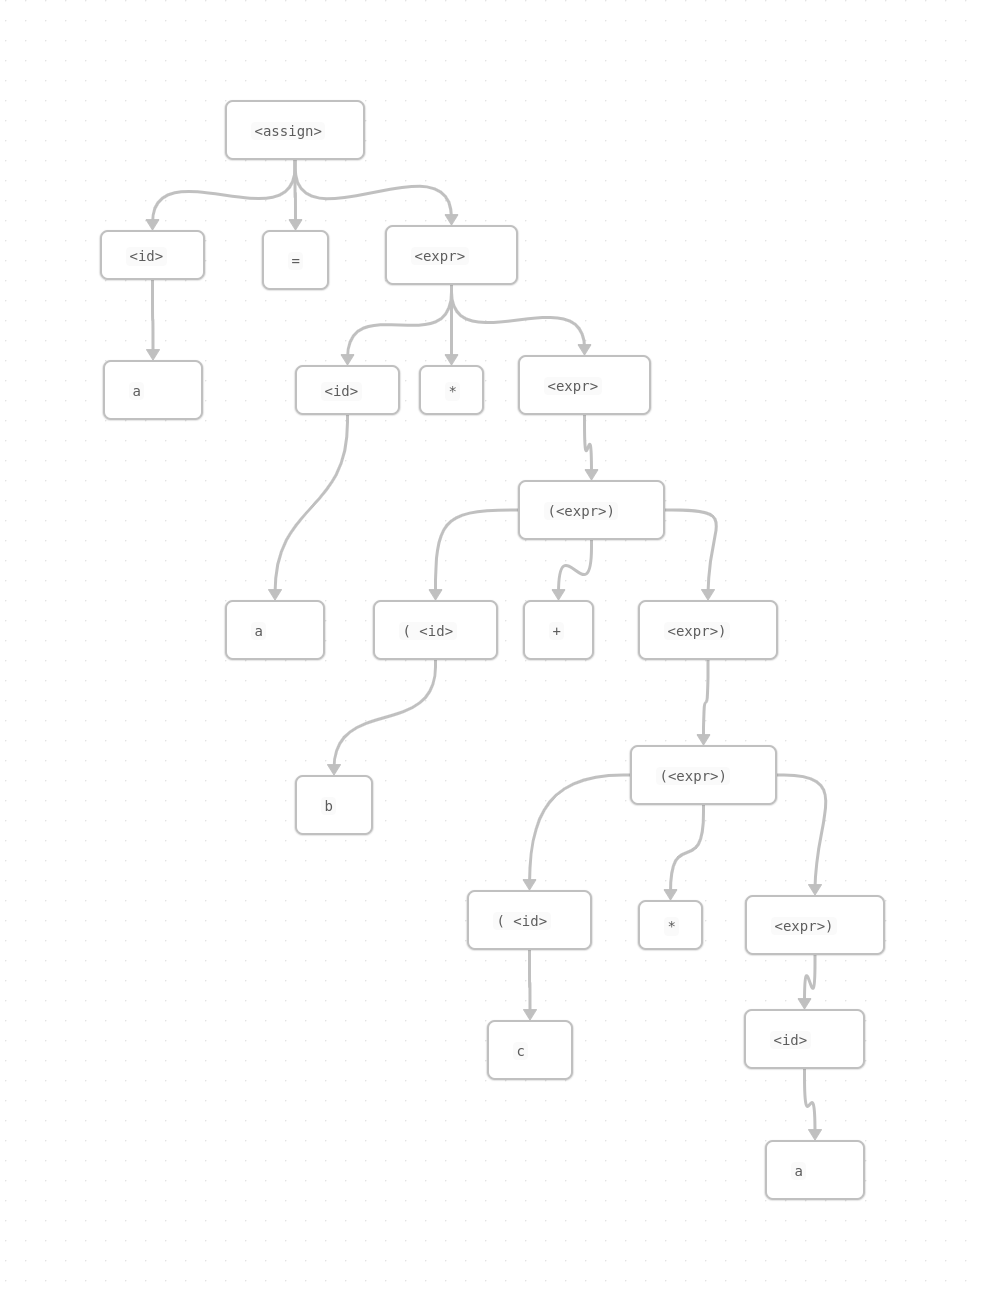 <assign>
<id>
=
<expr>
a
<id>
*
<expr>
(<expr>)
a
( <id>
+
<expr>)
b
(<expr>)
( <id>
*
<expr>)
c
<id>
a